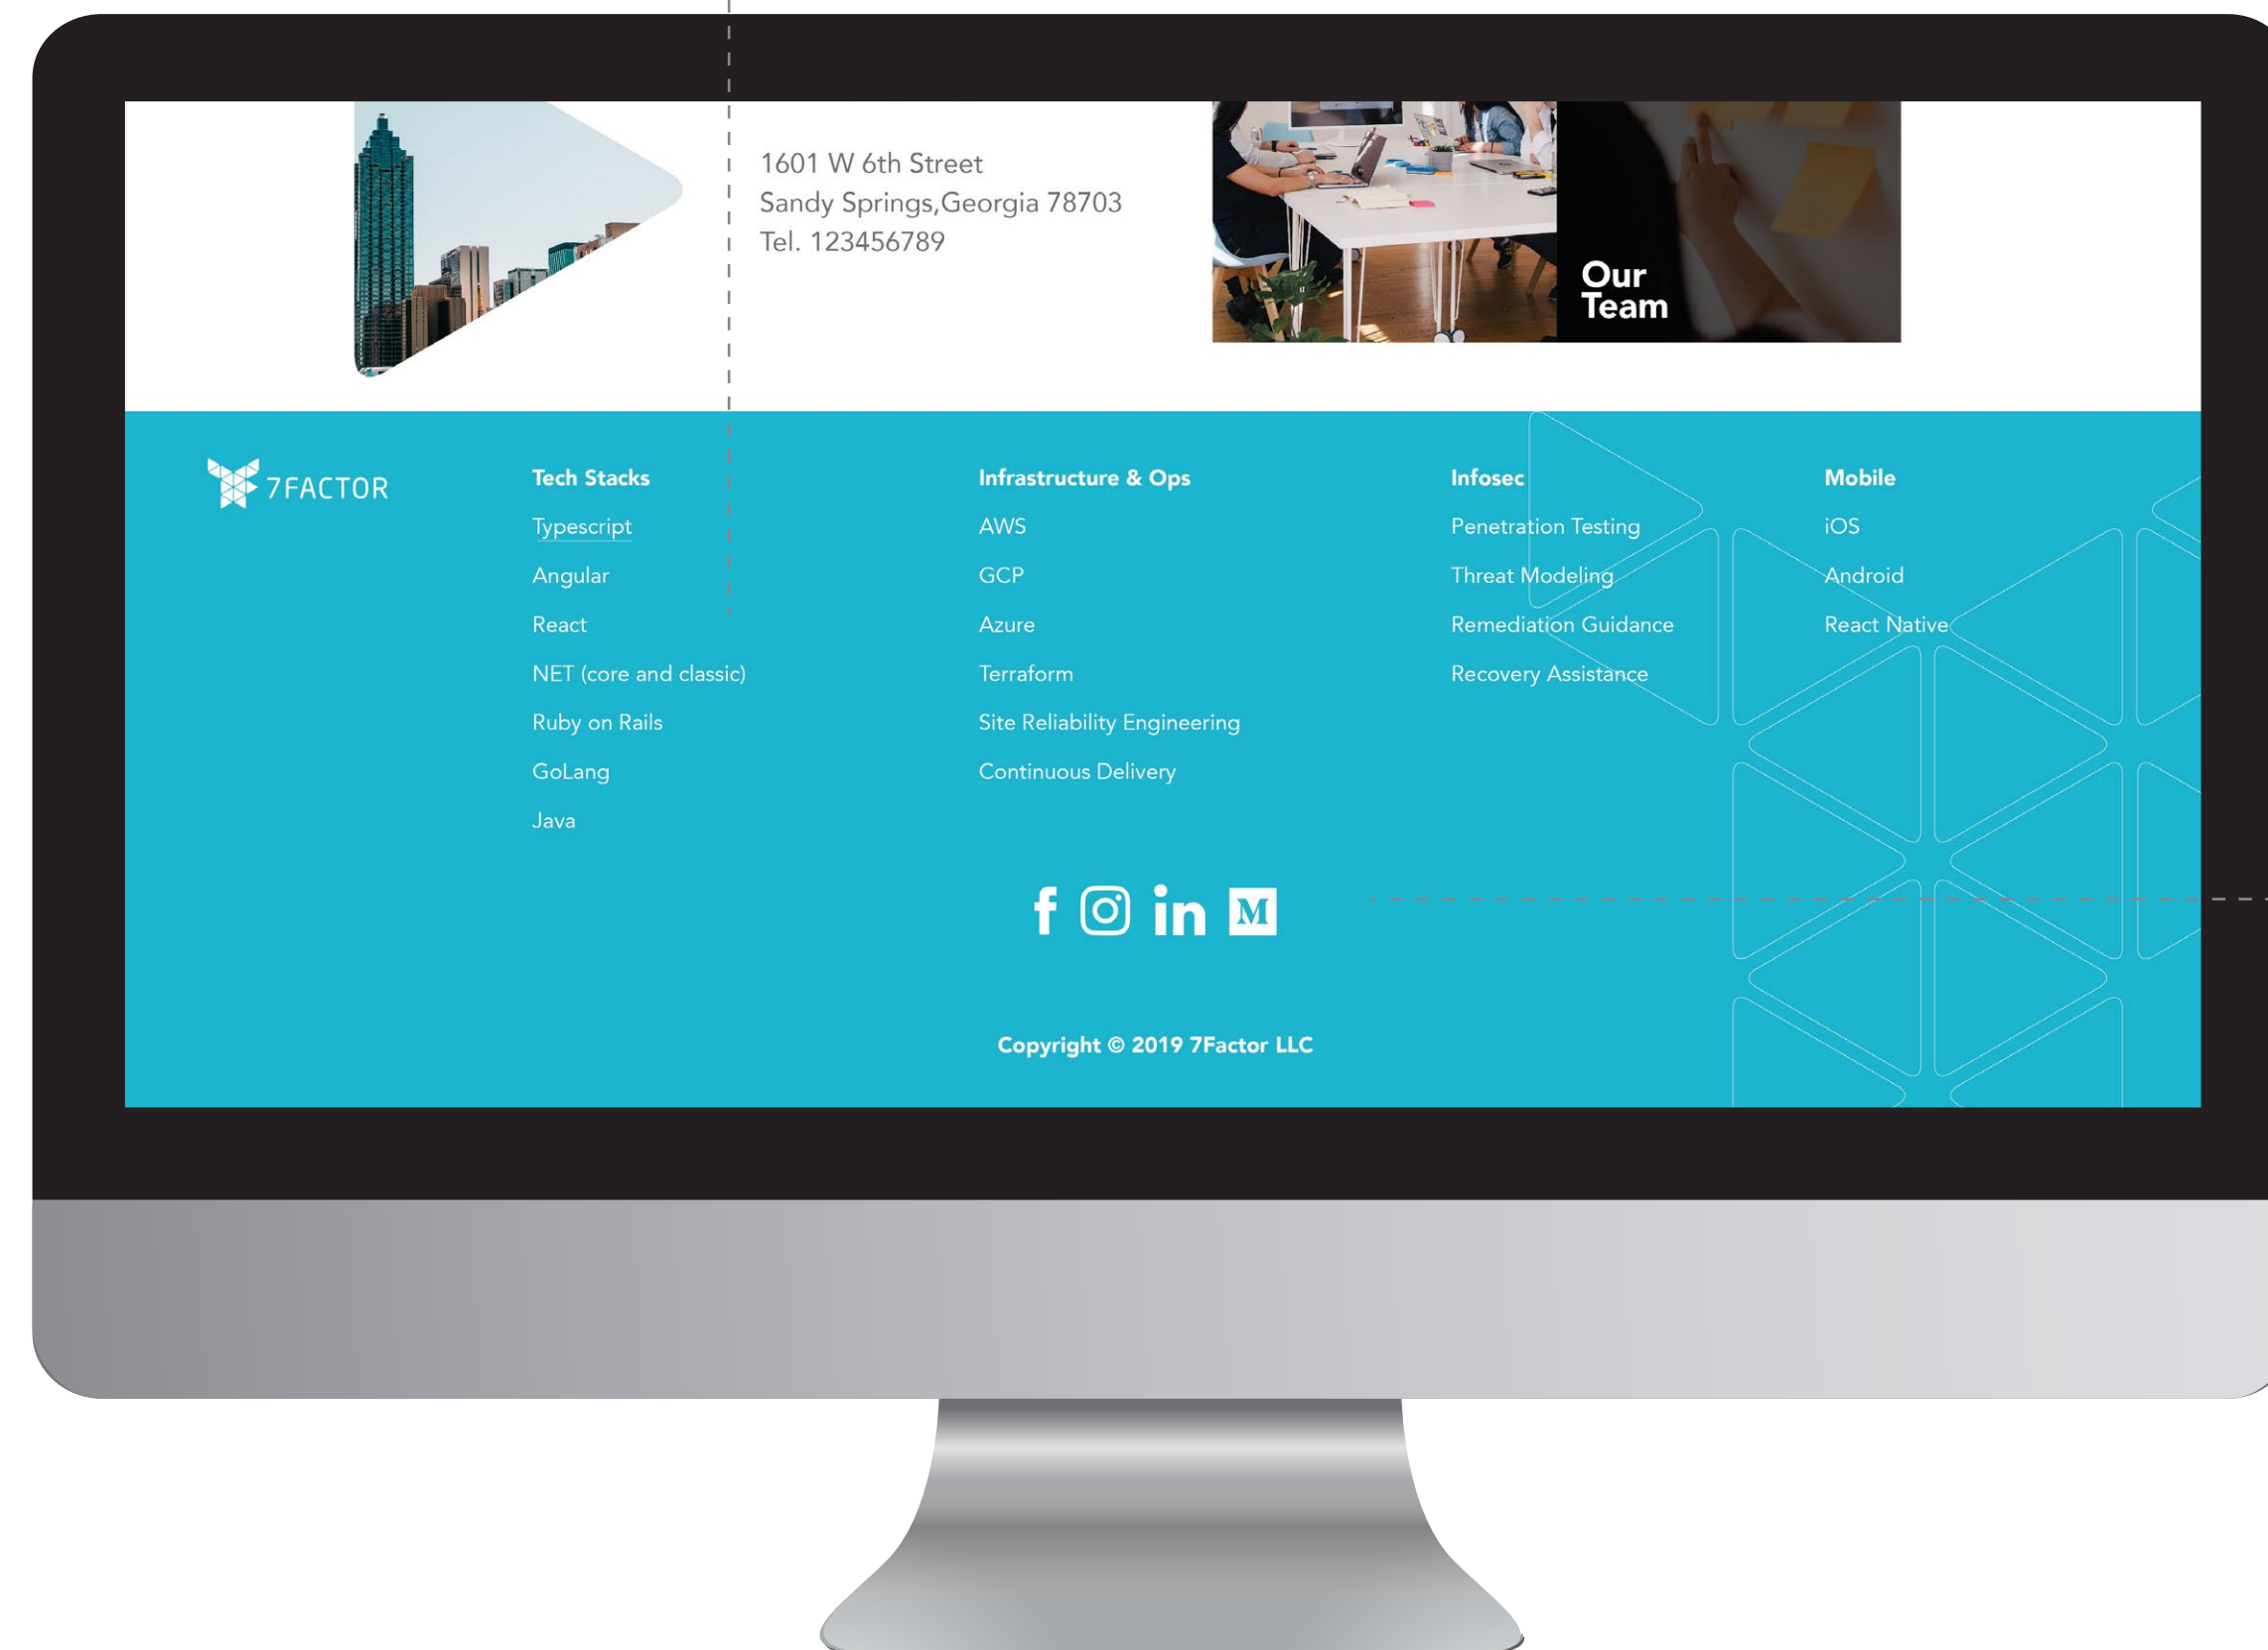 1601 W 6th Street
Sandy Springs,Georgia 78703
Tel. 123456789
Our
Team
7FACTOR
Tech Stacks
Typescript
Angular
React
NET (core and classic)
Ruby on Rails
GoLang
Java
Infrastructure & Ops
AWS
GCP
Azure
Terraform
Site Reliability Engineering
Continuous Delivery
Infosec
Penetration Testing
Threat Modeling
Remediation Guidance
Recovery Assistance
Mobile
iOS
Android
React Native
f in M
Copyright © 2019 7Factor LLC